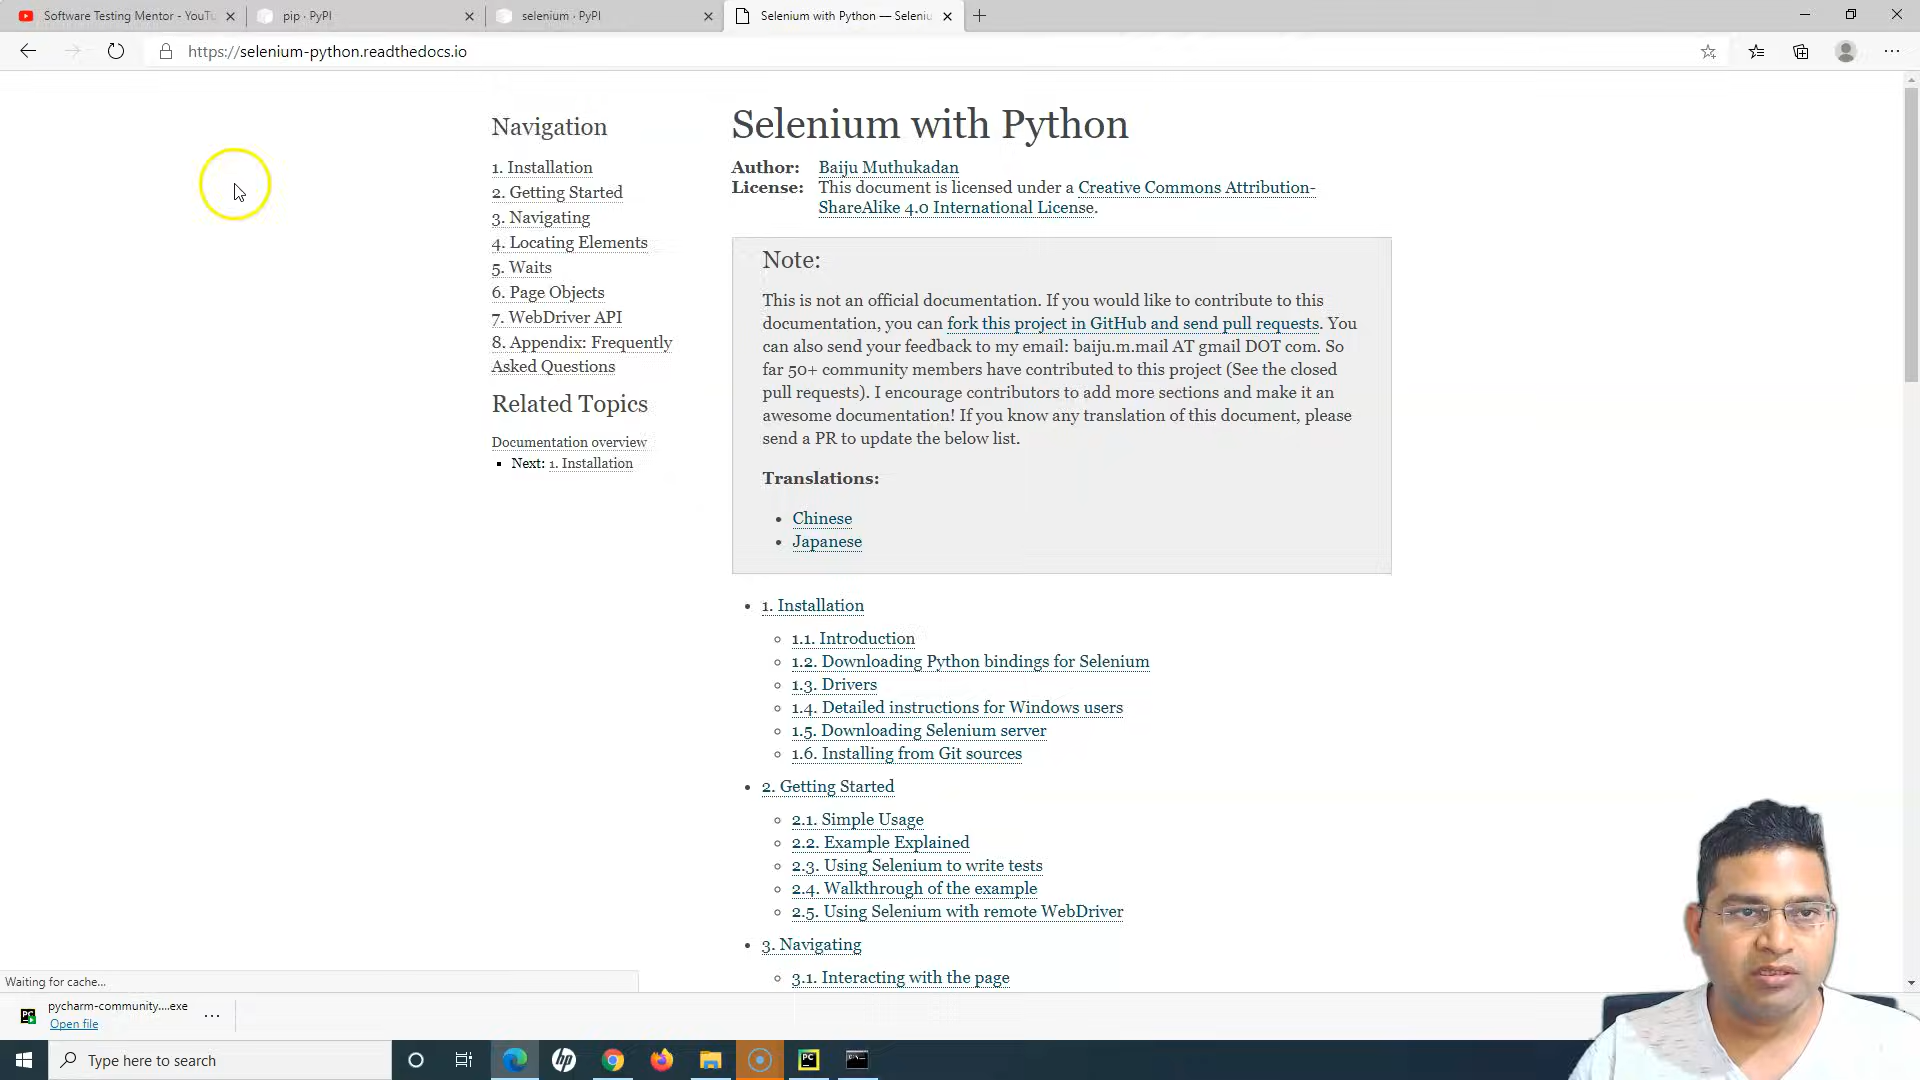 Software Testing Mentor - YouTu
pip · PyPI
selenium · PyPI
Selenium with Python — Seleniu
https://selenium-python.readthedocs.io
Navigation
1. Installation
2. Getting Started
3. Navigating
4. Locating Elements
5. Waits
6. Page Objects
7. WebDriver API
8. Appendix: Frequently
Asked Questions
Related Topics
Documentation overview
Next: 1. Installation
Selenium with Python
Author: Baiju Muthukadan
License: This document is licensed under a Creative Commons Attribution-
ShareAlike 4.0 International License.
Note:
This is not an official documentation. If you would like to contribute to this
documentation, you can fork this project in GitHub and send pull requests. You
can also send your feedback to my email: baiju.m.mail AT gmail DOT com. So
far 50+ community members have contributed to this project (See the closed
pull requests). I encourage contributors to add more sections and make it an
awesome documentation! If you know any translation of this document, please
send a PR to update the below list.
Translations:
Chinese
Japanese
1. Installation
1.1. Introduction
1.2. Downloading Python bindings for Selenium
1.3. Drivers
1.4. Detailed instructions for Windows users
1.5. Downloading Selenium server
1.6. Installing from Git sources
2. Getting Started
2.1. Simple Usage
2.2. Example Explained
2.3. Using Selenium to write tests
2.4. Walkthrough of the example
2.5. Using Selenium with remote WebDriver
3. Navigating
3.1. Interacting with the page
Waiting for cache...
PC
pycharm-community....exe
Open file
Type here to search
hp
PC